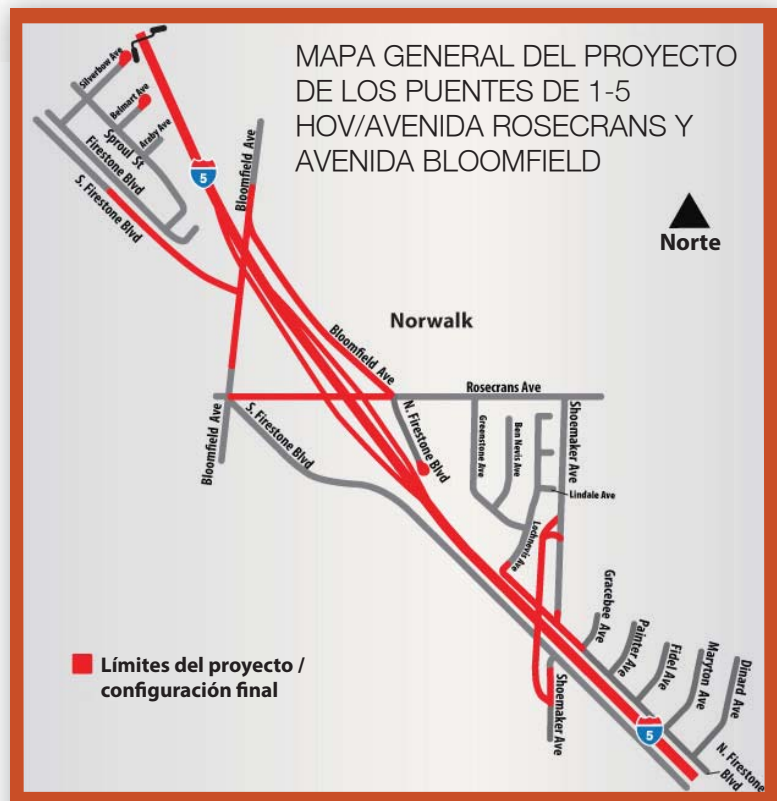 MAPA GENERAL DEL PROYECTO
DE LOS PUENTES DE 1-5
HOV/AVENIDA ROSECRANS Y
AVENIDA BLOOMFIELD
Norte
Silverbow Ave
Belmart Ave
Araby Ave
Sproul St
Firestone Blvd
S. Firestone Blvd
5
Bloomfield Ave
Norwalk
Bloomfield Ave
Rosecrans Ave
Bloomfield Ave
S. Firestone Blvd
N. Firestone Blvd
Greenstone Ave
Ben Nevis Ave
Shoemaker Ave
Lindale Ave
Lochnevis Ave
Gracebee Ave
Painter Ave
Fidel Ave
Maryton Ave
Dinard Ave
Límites del proyecto /
configuración final
Shoemaker Ave
5
N. Firestone
Blvd